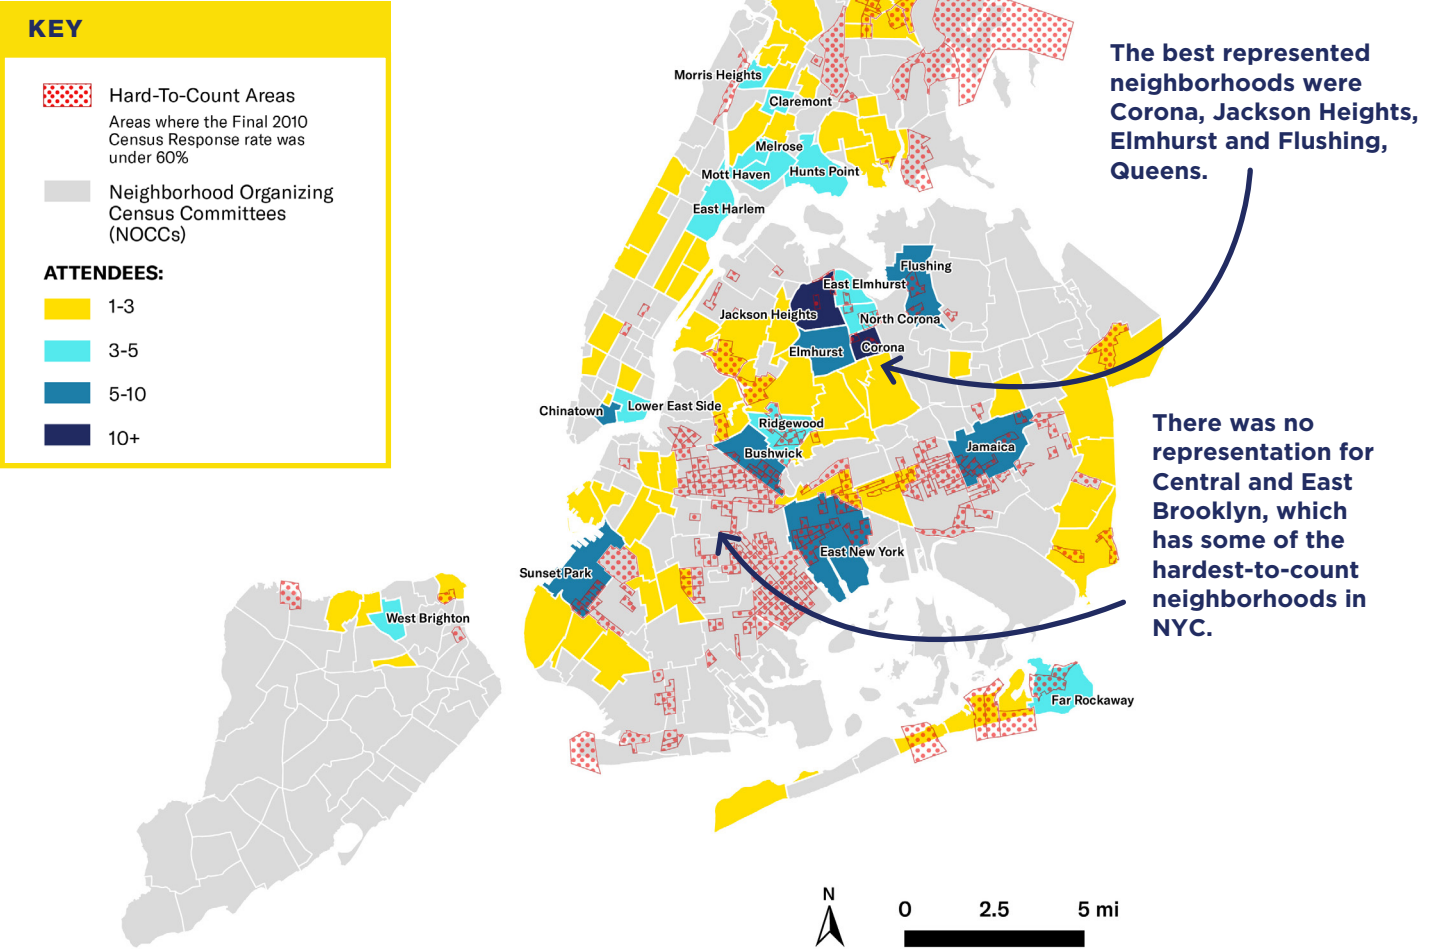 KEY
Hard-To-Count Areas
Areas where the Final 2010
Census Response rate was
under 60%
Neighborhood Organizing
Census Committees
(NOCCs)
ATTENDEES:
1-3
3-5
5-10
10+
The best represented
neighborhoods were
Corona, Jackson Heights,
Elmhurst and Flushing,
Queens.
Morris Heights
Claremont
Melrose
Mott Haven
Hunts Point
East Harlem
Flushing
East Elmhurst
Jackson Heights
North Corona
Elmhurst
Corona
Chinatown
Lower East Side
Ridgewood
Bushwick
Jamaica
East New York
Sunset Park
West Brighton
Far Rockaway
There was no
representation for
Central and East
Brooklyn, which
has some of the
hardest-to-count
neighborhoods in
NYC.
N
0 2.5 5 mi